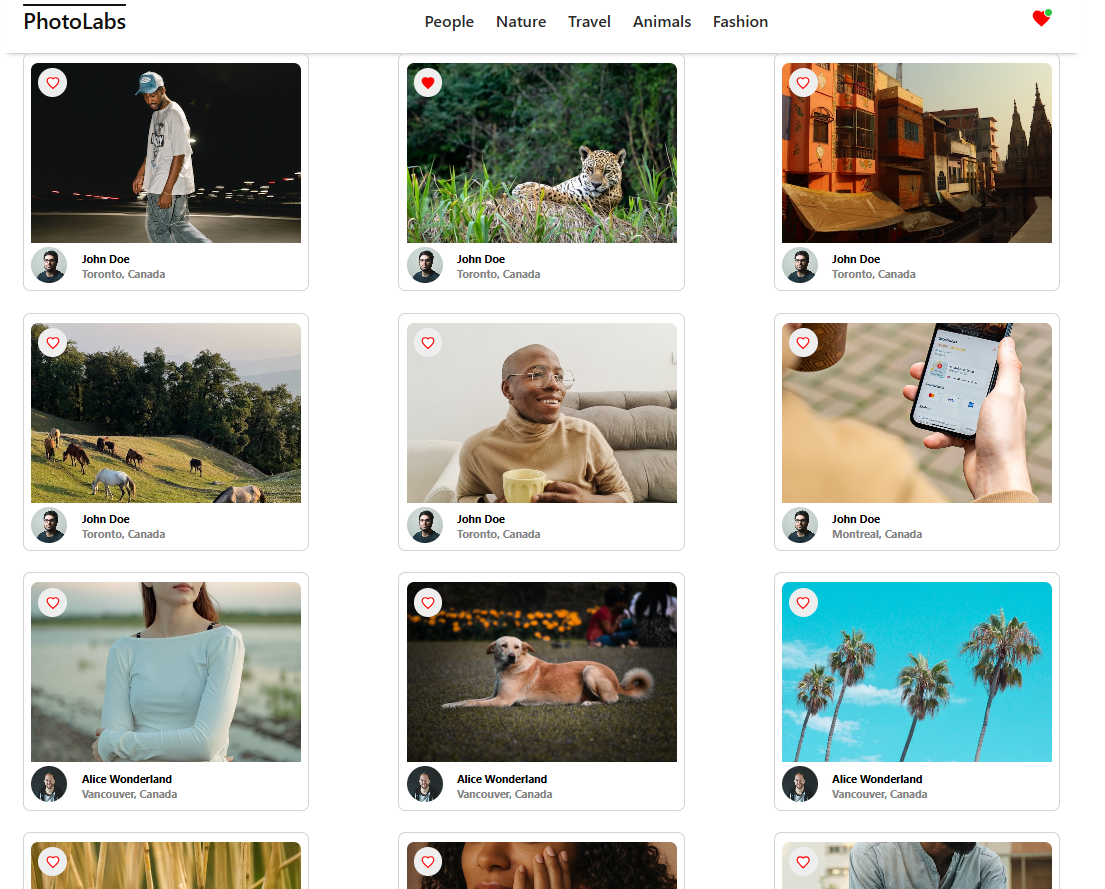 PhotoLabs
People
Nature
Travel
Animals
Fashion
John Doe
Toronto, Canada
John Doe
Toronto, Canada
John Doe
Toronto, Canada
John Doe
Toronto, Canada
John Doe
Toronto, Canada
John Doe
Montreal, Canada
Alice Wonderland
Vancouver, Canada
Alice Wonderland
Vancouver, Canada
Alice Wonderland
Vancouver, Canada